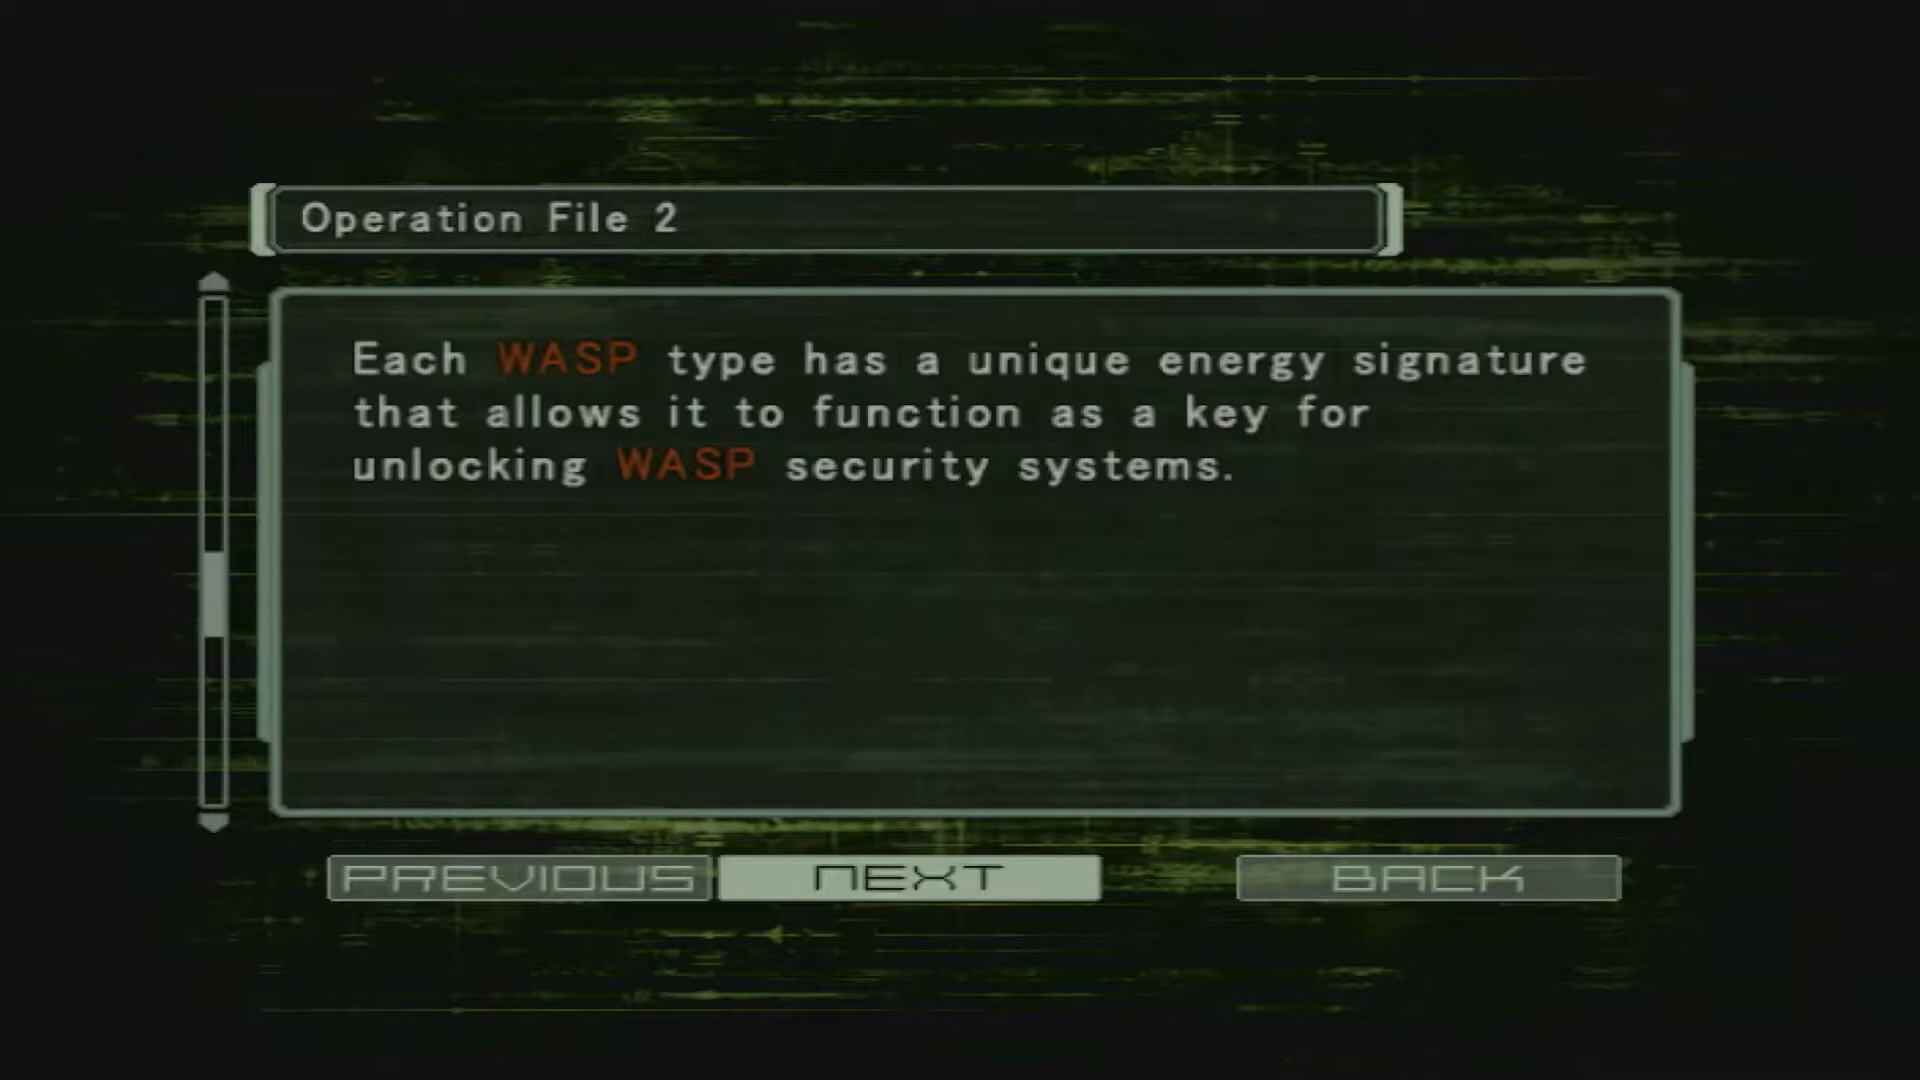 Operation File 2
Each WASP type has a unique energy signature
that allows it to function as a key for
unlocking WASP security systems.
PREVIOUS NEXT BACK